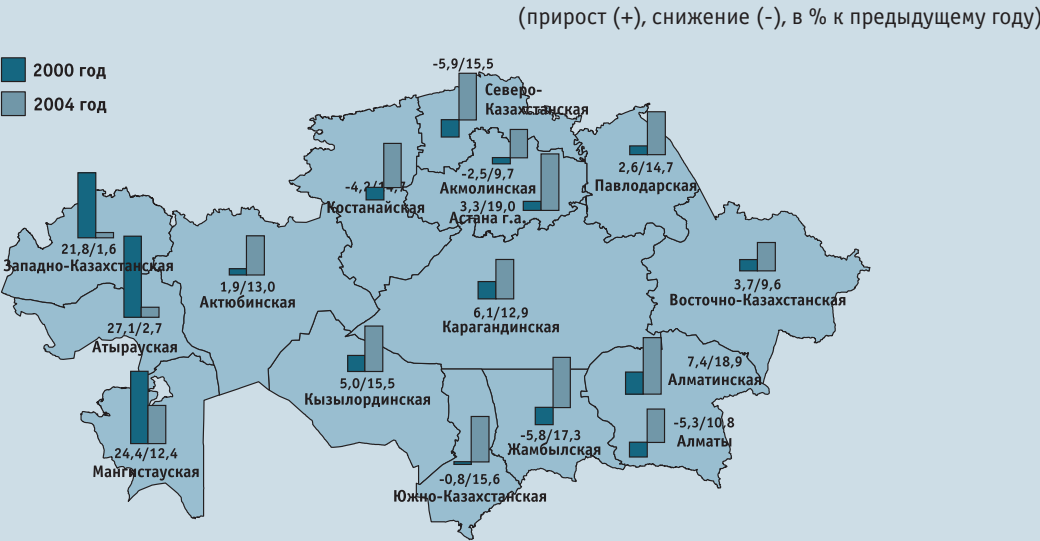 (прирост (+), снижение (-), в % к предыдущему году)
2000 год
2004 год
-5,9/15,5
Северо-
Казахстанская
-2,5/9,7
Акмолинская
3,3/19,0
Астана г.а.
2,6/14,7
Павлодарская
Костанайская
21,8/1,6
Западно-Казахстанская
1,9/13,0
Актюбинская
27,1/2,7
Атырауская
6,1/12,9
Карагандинская
3,7/9,6
Восточно-Казахстанская
5,0/15,5
Кызылординская
7,4/18,9
Алматинская
-5,3/10,8
Алматы
-5,8/17,3
Жамбылская
24,4/12,4
Мангистауская
-0,8/15,6
Южно-Казахстанская